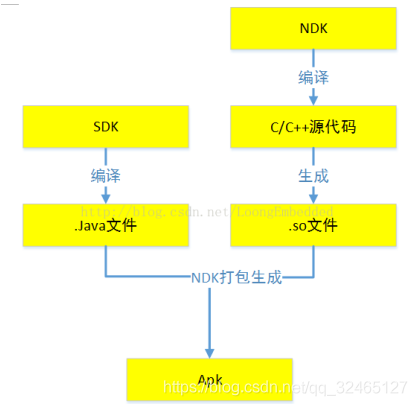 NDK
编译
SDK
C/C++源代码
编译
生成
http://blog.csdn.net/LoongEmbedded
.Java文件
.so文件
NDK打包生成
Apk
https://blog.csdn.net/qq_32465127